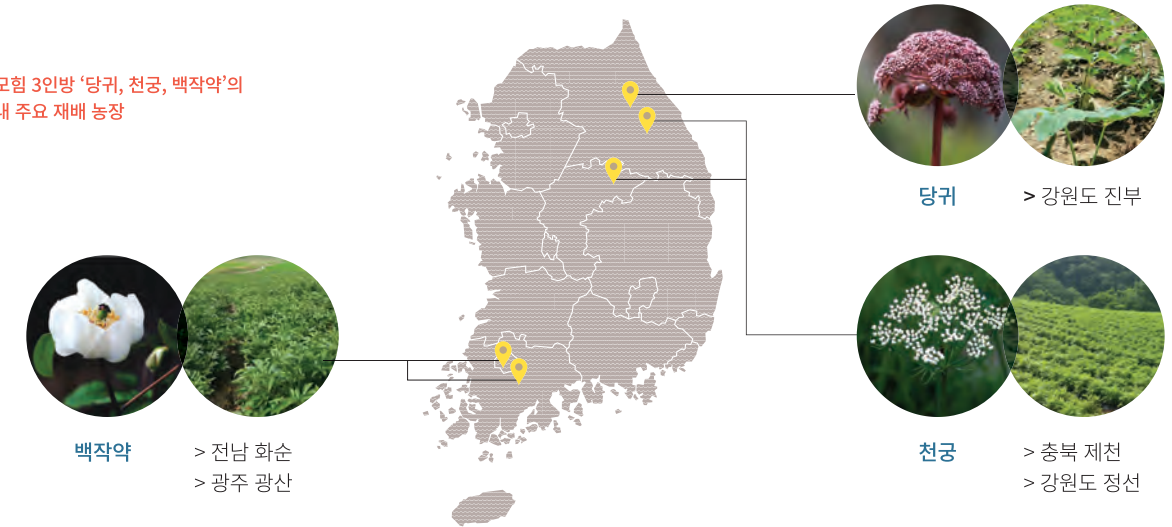 모힘 3인방 ‘당귀, 천궁, 백작약’의
내 주요 재배 농장
당귀
> 강원도 진부
백작약
> 전남 화순
> 광주 광산
천궁
> 충북 제천
> 강원도 정선